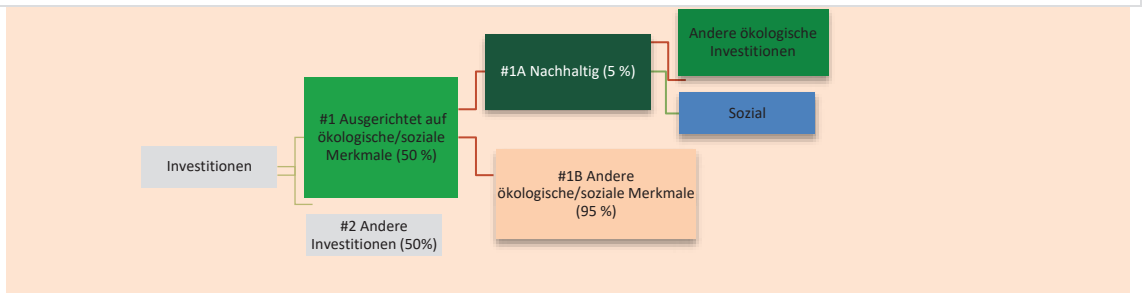 Investitionen
#1 Ausgerichtet auf
ökologische/soziale
Merkmale (50 %)
#2 Andere
Investitionen (50%)
#1A Nachhaltig (5 %)
#1B Andere
ökologische/soziale Merkmale
(95 %)
Andere ökologische
Investitionen
Sozial